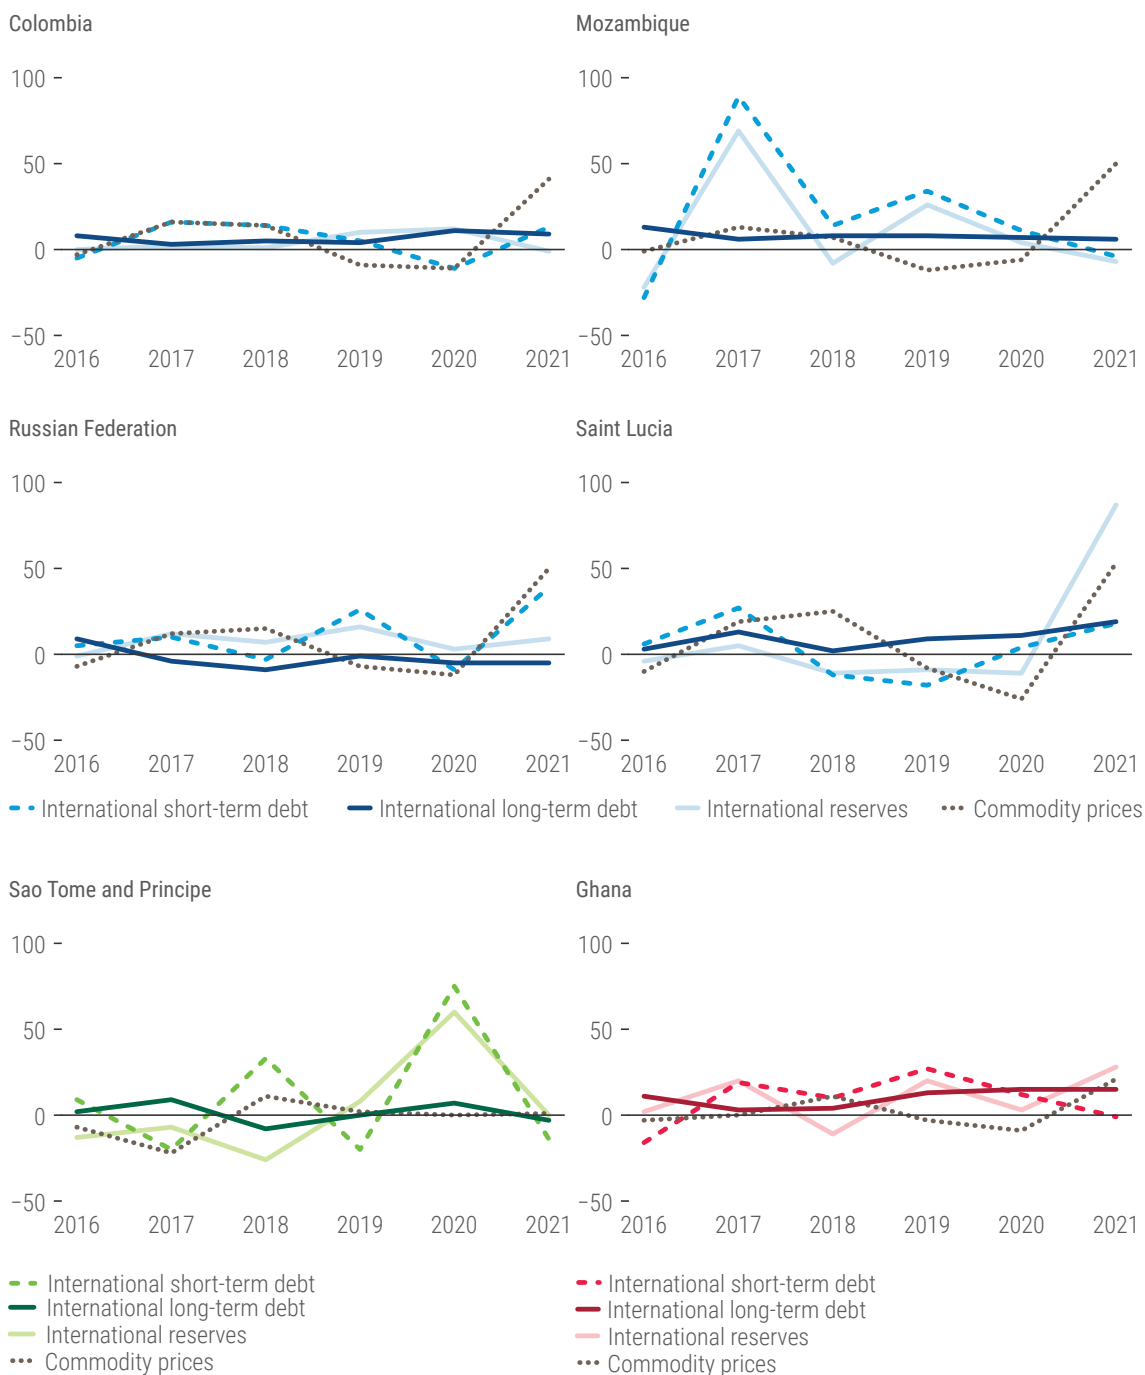 Colombia
Mozambique
100
50
0
−50
2016 2017 2018 2019 2020 2021
100
50
0
−50
2016 2017 2018 2019 2020 2021
Russian Federation
Saint Lucia
100
50
0
−50
2016 2017 2018 2019 2020 2021
100
50
0
−50
2016 2017 2018 2019 2020 2021
International short-term debt International long-term debt International reserves Commodity prices
Sao Tome and Principe
Ghana
100
50
0
−50
2016 2017 2018 2019 2020 2021
100
50
0
−50
2016 2017 2018 2019 2020 2021
International short-term debt
International long-term debt
International reserves
Commodity prices
International short-term debt
International long-term debt
International reserves
Commodity prices